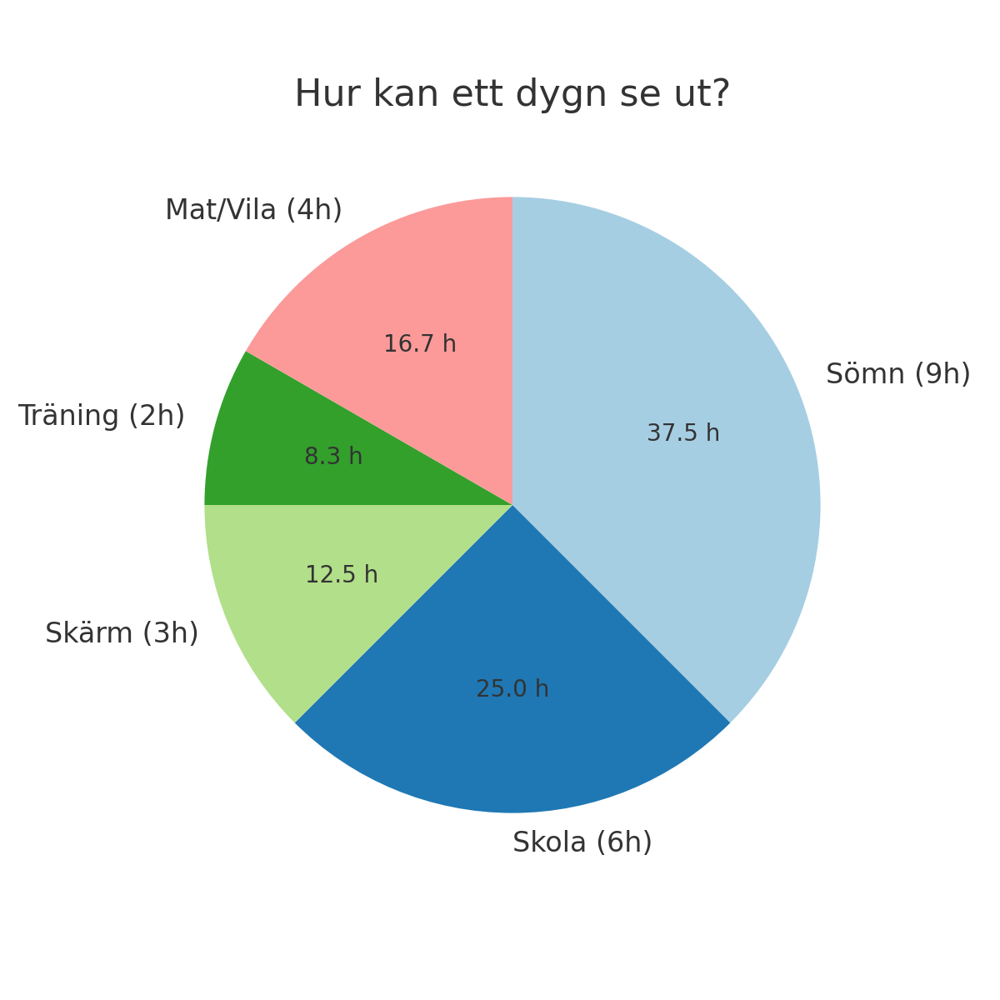 Hur kan ett dygn se ut?
Mat/Vila (4h)
16.7 h
Sömn (9h)
37.5 h
Träning (2h)
8.3 h
12.5 h
Skärm (3h)
25.0 h
Skola (6h)